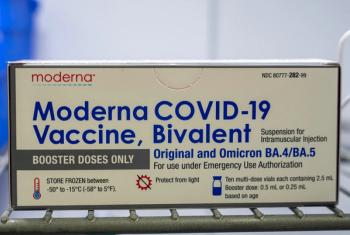 moderna
NDC 80777-282-99
Moderna COVID-19
Vaccine, Bivalent
Suspension for
Intramuscular Injection
BOOSTER DOSES ONLY
Original and Omicron BA.4/BA.5
For use under Emergency Use Authorization
STORE FROZEN between
-50° to -15°C (-58° to 5°F).
Protect from light
Ten multi-dose vials each containing 2.5 mL
Booster dose: 0.5 mL or 0.25 mL
based on age